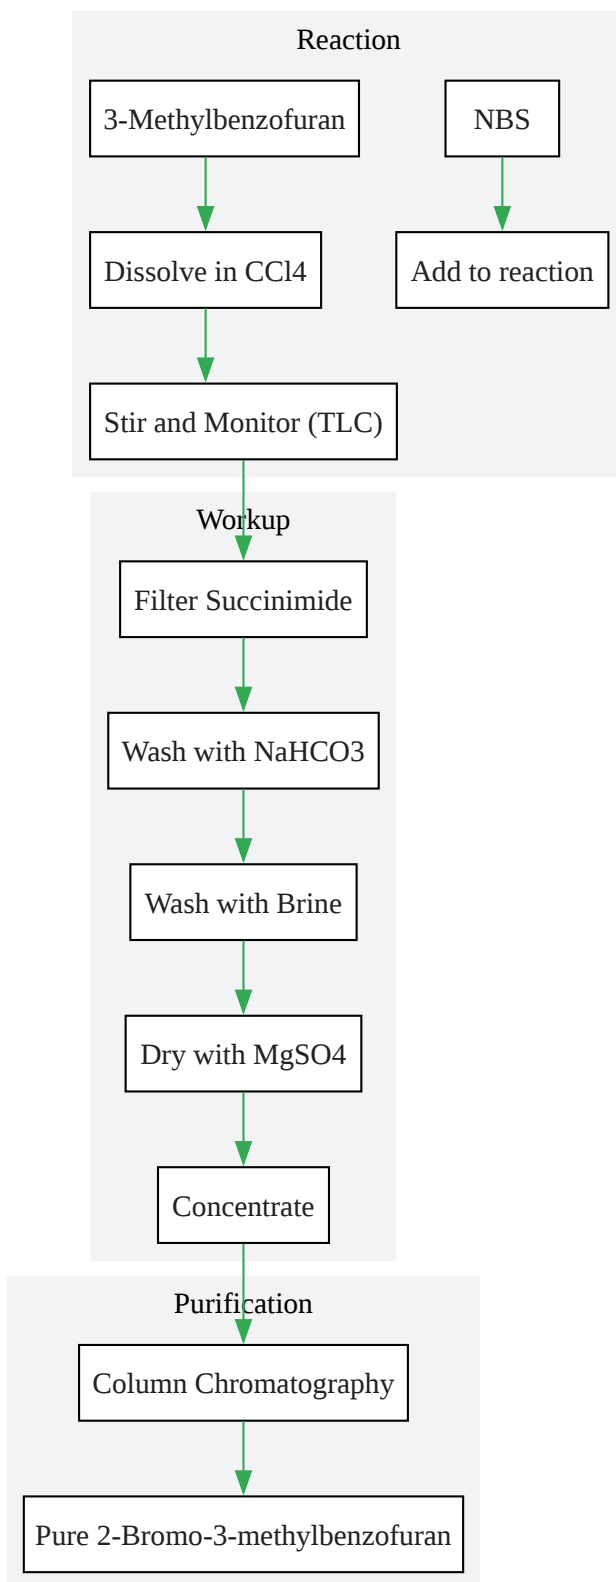 Reaction
3-Methylbenzofuran
NBS
Dissolve in CCl4
Add to reaction
Stir and Monitor (TLC)
Workup
Filter Succinimide
Wash with NaHCO3
Wash with Brine
Dry with MgSO4
Concentrate
Purification
Column Chromatography
Pure 2-Bromo-3-methylbenzofuran